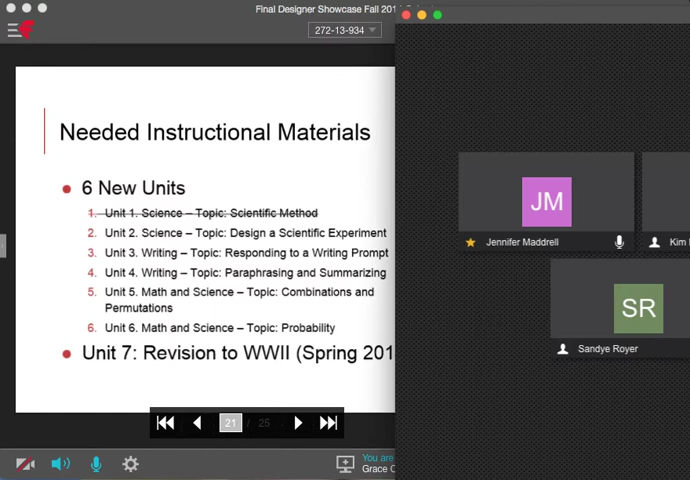 Final Designer Showcase Fall 201
272-13-934
Needed Instructional Materials
6 New Units
1. Unit 1. Science – Topic: Scientific Method
2. Unit 2. Science – Topic: Design a Scientific Experiment
3. Unit 3. Writing – Topic: Responding to a Writing Prompt
4. Unit 4. Writing – Topic: Paraphrasing and Summarizing
5. Unit 5. Math and Science – Topic: Combinations and
Permutations
6. Unit 6. Math and Science – Topic: Probability
Unit 7: Revision to WWII (Spring 201
21 / 25
You are
Grace C
JM
Jennifer Maddrell
Kim
SR
Sandye Royer